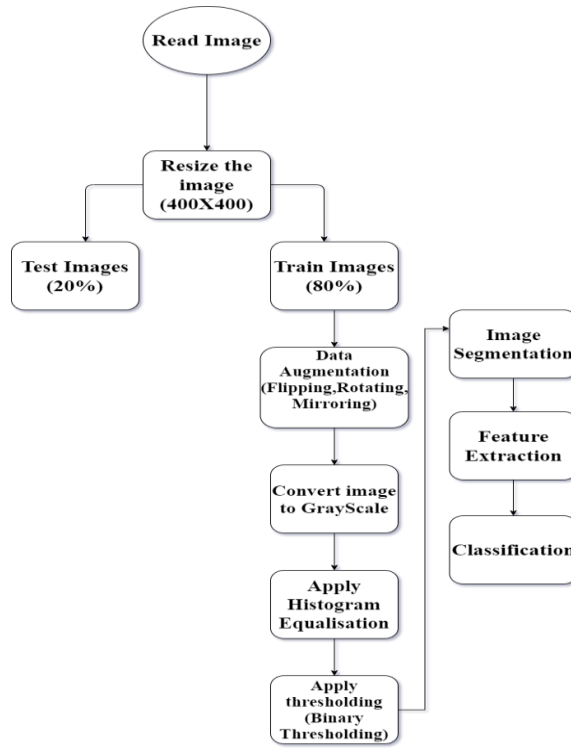 Read Image
Resize the
image
(400X400)
Test Images
(20%)
Train Images
(80%)
Data
Augmentation
(Flipping,Rotating,
Mirroring)
Convert image
to GrayScale
Apply
Histogram
Equalisation
Apply
thresholding
(Binary
Thresholding)
Image
Segmentation
Feature
Extraction
Classification